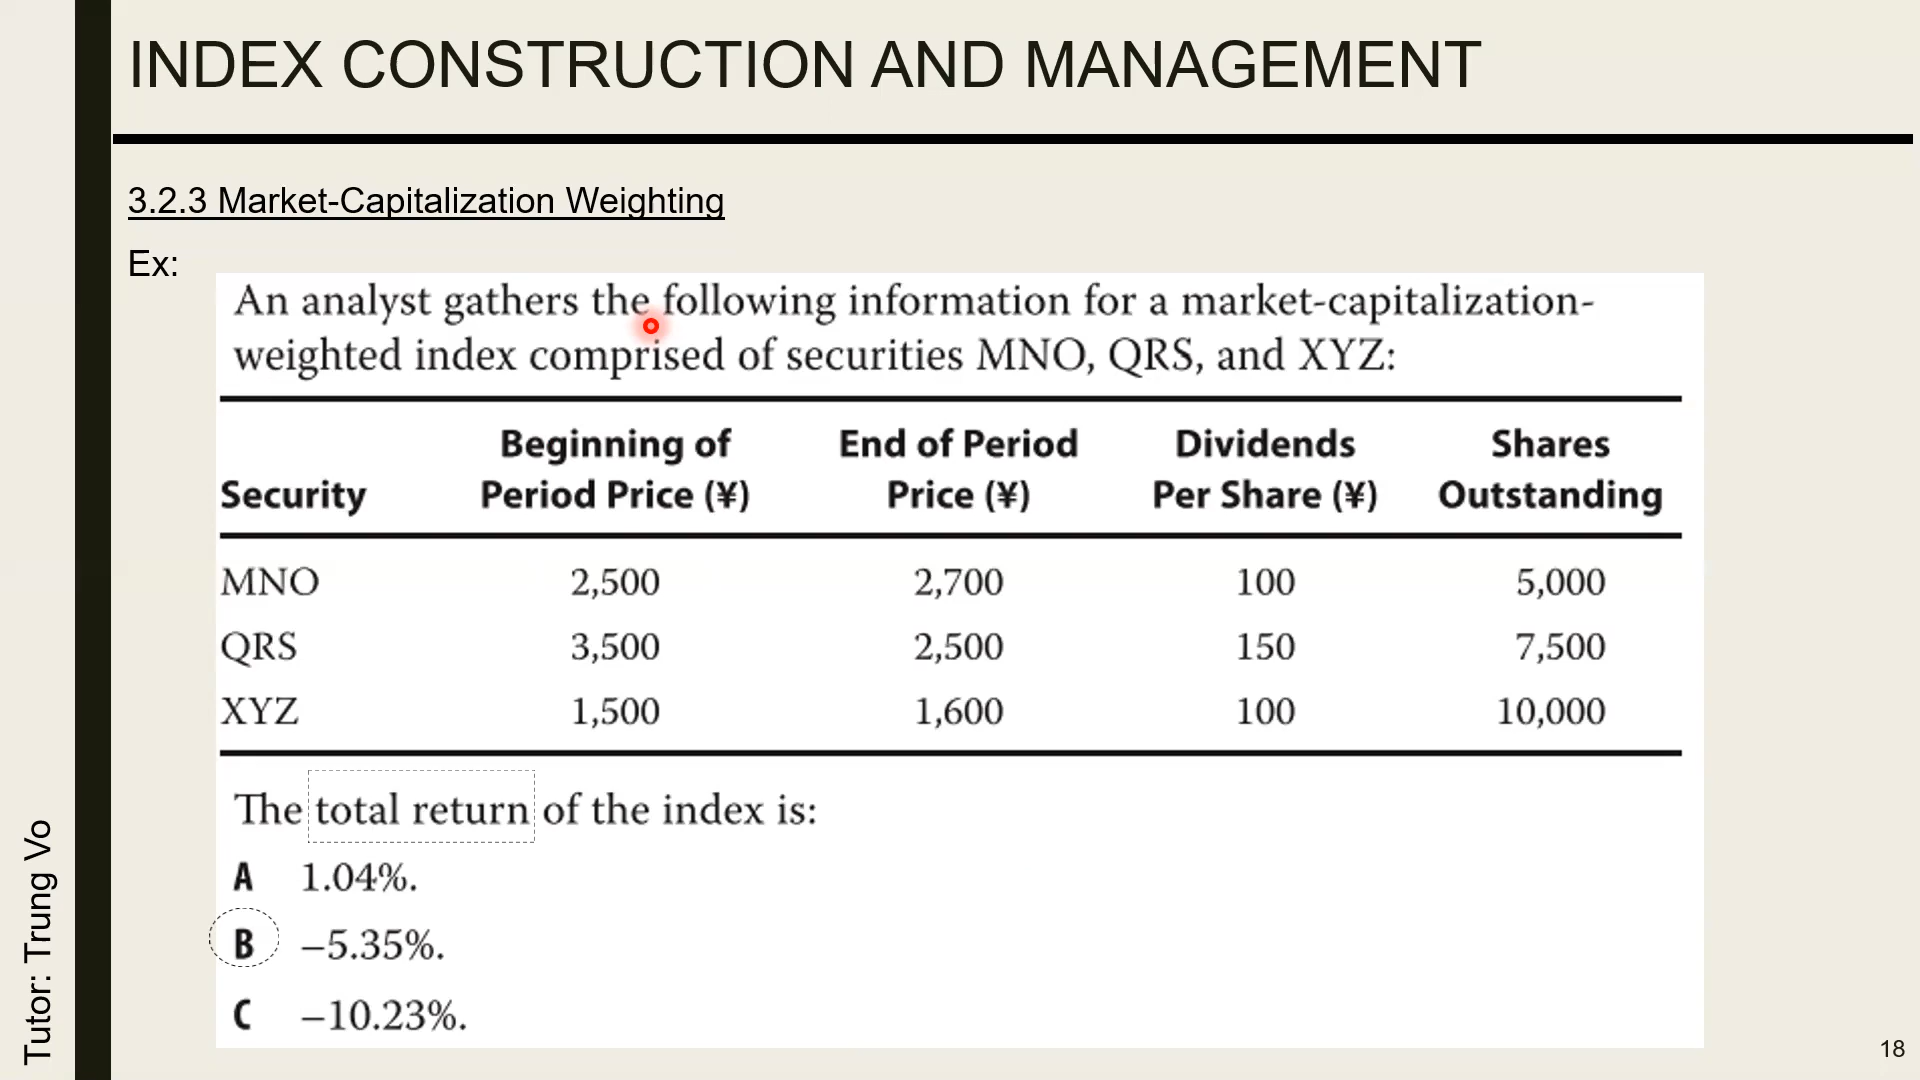 INDEX CONSTRUCTION AND MANAGEMENT
3.2.3 Market-Capitalization Weighting
Ex:
An analyst gathers the following information for a market-capitalization-
weighted index comprised of securities MNO, QRS, and XYZ:
Security Beginning of Period Price (¥) End of Period Price (¥) Dividends Per Share (¥) Shares Outstanding
MNO 2,500 2,700 100 5,000
QRS 3,500 2,500 150 7,500
XYZ 1,500 1,600 100 10,000
The total return of the index is:
A 1.04%.
B −5.35%.
C −10.23%.
Tutor: Trung Vo
18